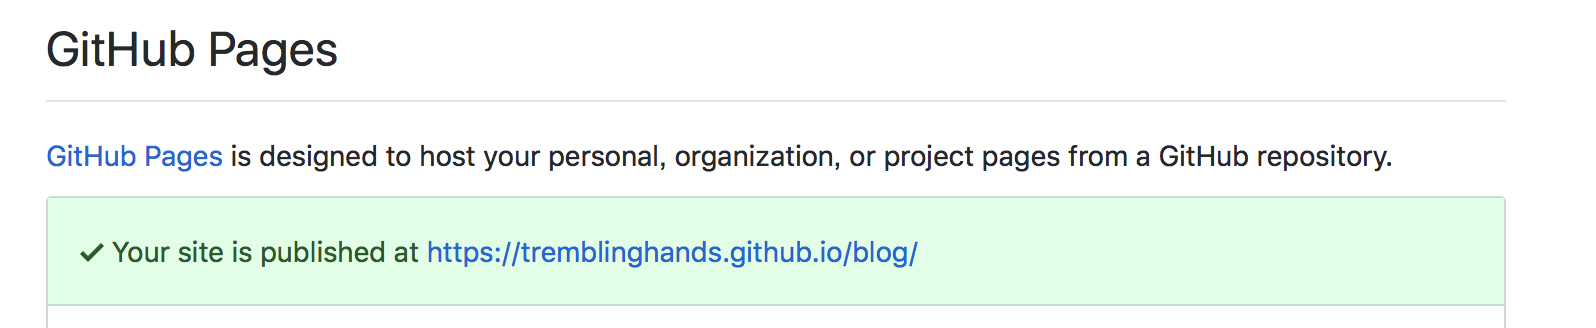 GitHub Pages
GitHub Pages is designed to host your personal, organization, or project pages from a GitHub repository.
✓ Your site is published at https://tremblinghands.github.io/blog/